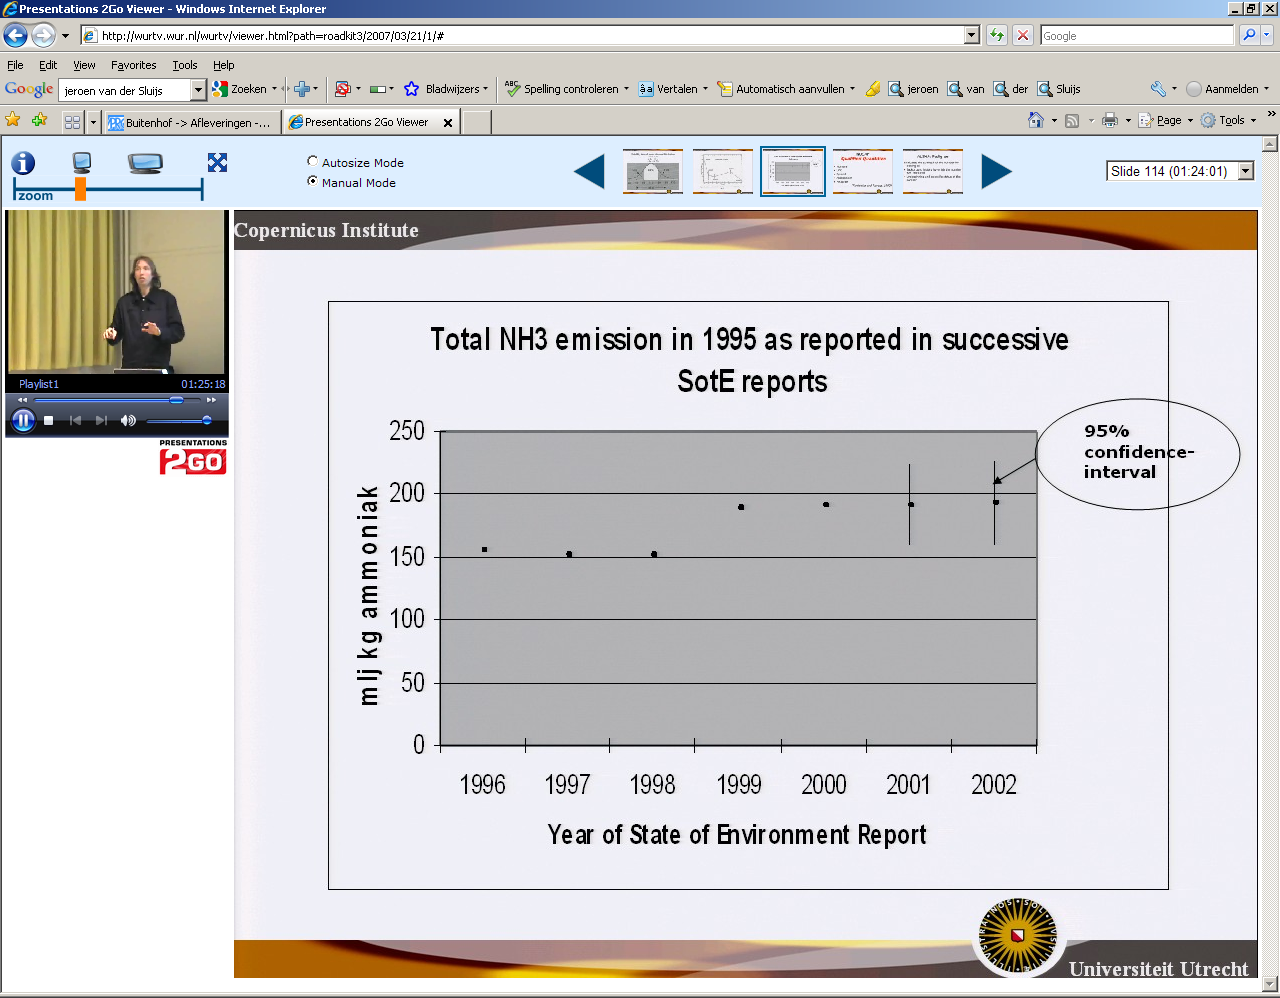 Presentations 2Go Viewer - Windows Internet Explorer
http://wurtv.wur.nl/wurtv/viewer.html?path=roadkit3/2007/03/21/1/#
Google
File Edit View Favorites Tools Help
Google jeroen van der Sluijs Zoeken Bladwijzers ABC Spelling controleren âä Vertalen Automatisch aanvullen jeroen van der Sluijs Aanmelden
Buitenhof -> Afleveringen -... Presentations 2Go Viewer Page Tools
zoom
Autosize Mode
Manual Mode
Slide 114 (01:24:01)
Playlist1 01:25:18
PRESENTATIONS
2GO
Copernicus Institute
Total NH3 emission in 1995 as reported in successive
SotE reports
95%
confidence-
interval
mlj kg ammoniak
250
200
150
100
50
0
1996 1997 1998 1999 2000 2001 2002
Year of State of Environment Report
Universiteit Utrecht